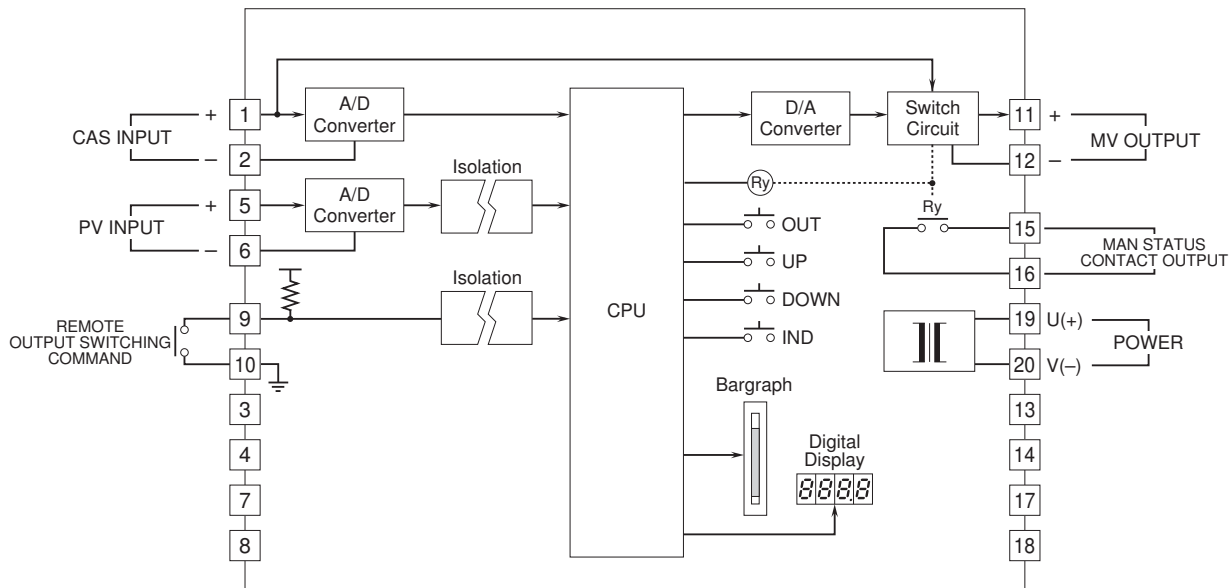 CAS INPUT
+
–
1
2
A/D
Converter
PV INPUT
+
–
5
6
A/D
Converter
Isolation
Isolation
REMOTE
OUTPUT SWITCHING
COMMAND
9
10
3
4
7
8
CPU
D/A
Converter
Switch
Circuit
Ry
OUT
UP
DOWN
IND
Bargraph
Digital
Display
888.8
11
+
12
–
MV OUTPUT
Ry
15
16
MAN STATUS
CONTACT OUTPUT
19
U(+)
20
V(–)
POWER
13
14
17
18